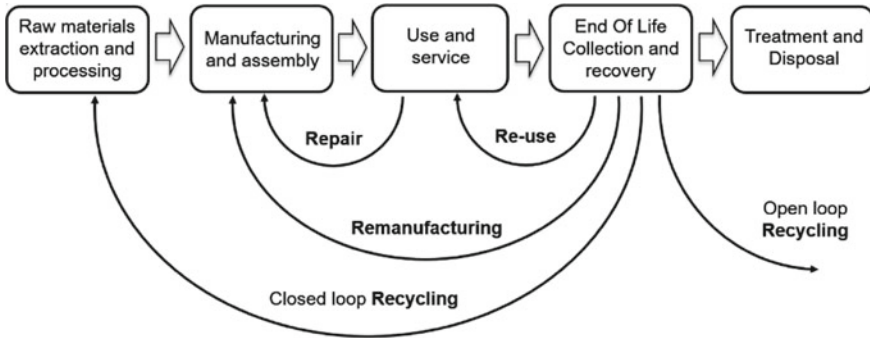 Raw materials
extraction and
processing
Manufacturing
and assembly
Use and
service
End Of Life
Collection and
recovery
Treatment and
Disposal
Repair
Re-use
Remanufacturing
Open loop
Recycling
Closed loop Recycling